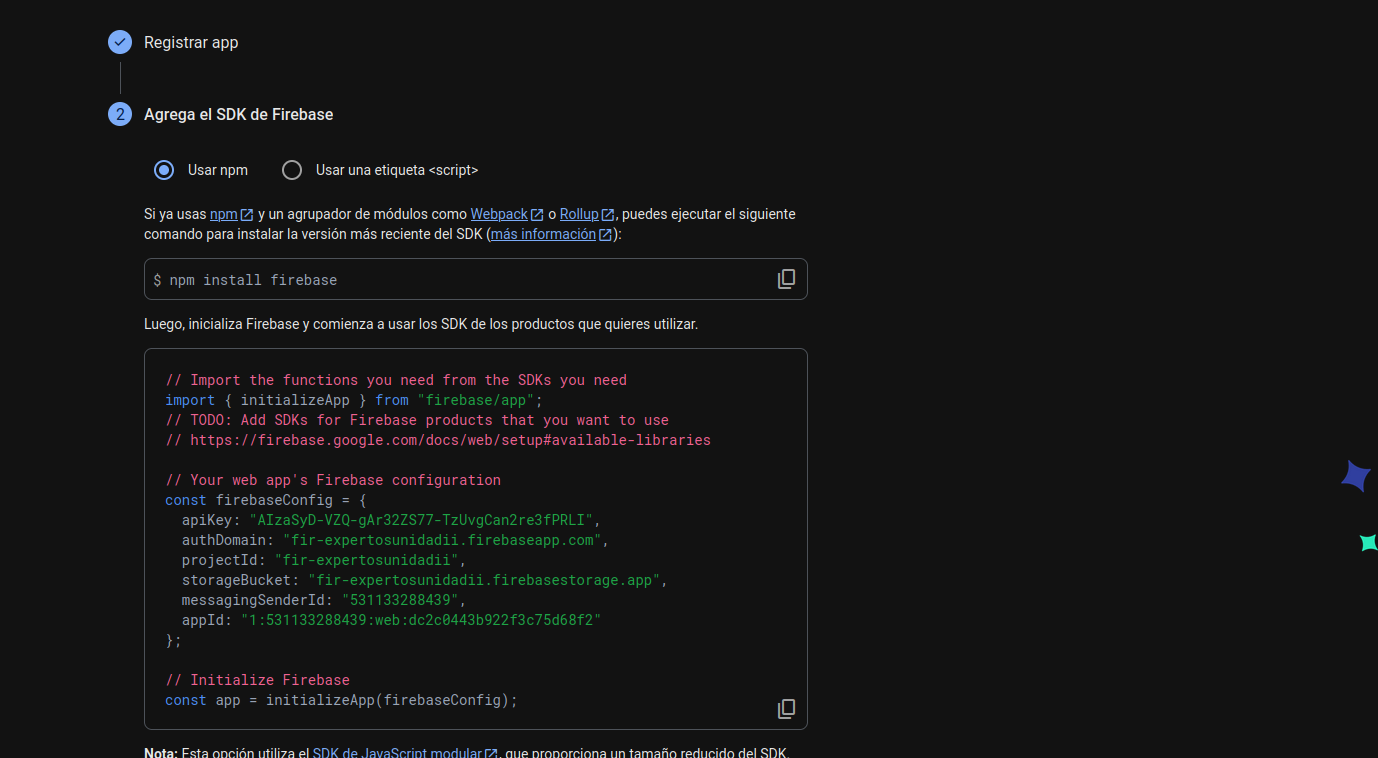 Registrar app
2 Agrega el SDK de Firebase
Usar npm Usar una etiqueta <script>
Si ya usas npm y un agrupador de módulos como Webpack o Rollup, puedes ejecutar el siguiente
comando para instalar la versión más reciente del SDK (más información):
$ npm install firebase
Luego, inicializa Firebase y comienza a usar los SDK de los productos que quieres utilizar.
// Import the functions you need from the SDKs you need
import { initializeApp } from "firebase/app";
// TODO: Add SDKs for Firebase products that you want to use
// https://firebase.google.com/docs/web/setup#available-libraries
// Your web app's Firebase configuration
const firebaseConfig = {
  apiKey: "AIzaSyD-VZQ-gAr32ZS77-TzUvgCan2re3fPRLI",
  authDomain: "fir-expertosunidadii.firebaseapp.com",
  projectId: "fir-expertosunidadii",
  storageBucket: "fir-expertosunidadii.firebasestorage.app",
  messagingSenderId: "531133288439",
  appId: "1:531133288439:web:dc2c0443b922f3c75d68f2"
};
// Initialize Firebase
const app = initializeApp(firebaseConfig);
Nota: Esta opción utiliza el SDK de JavaScript modular, que proporciona un tamaño reducido del SDK.